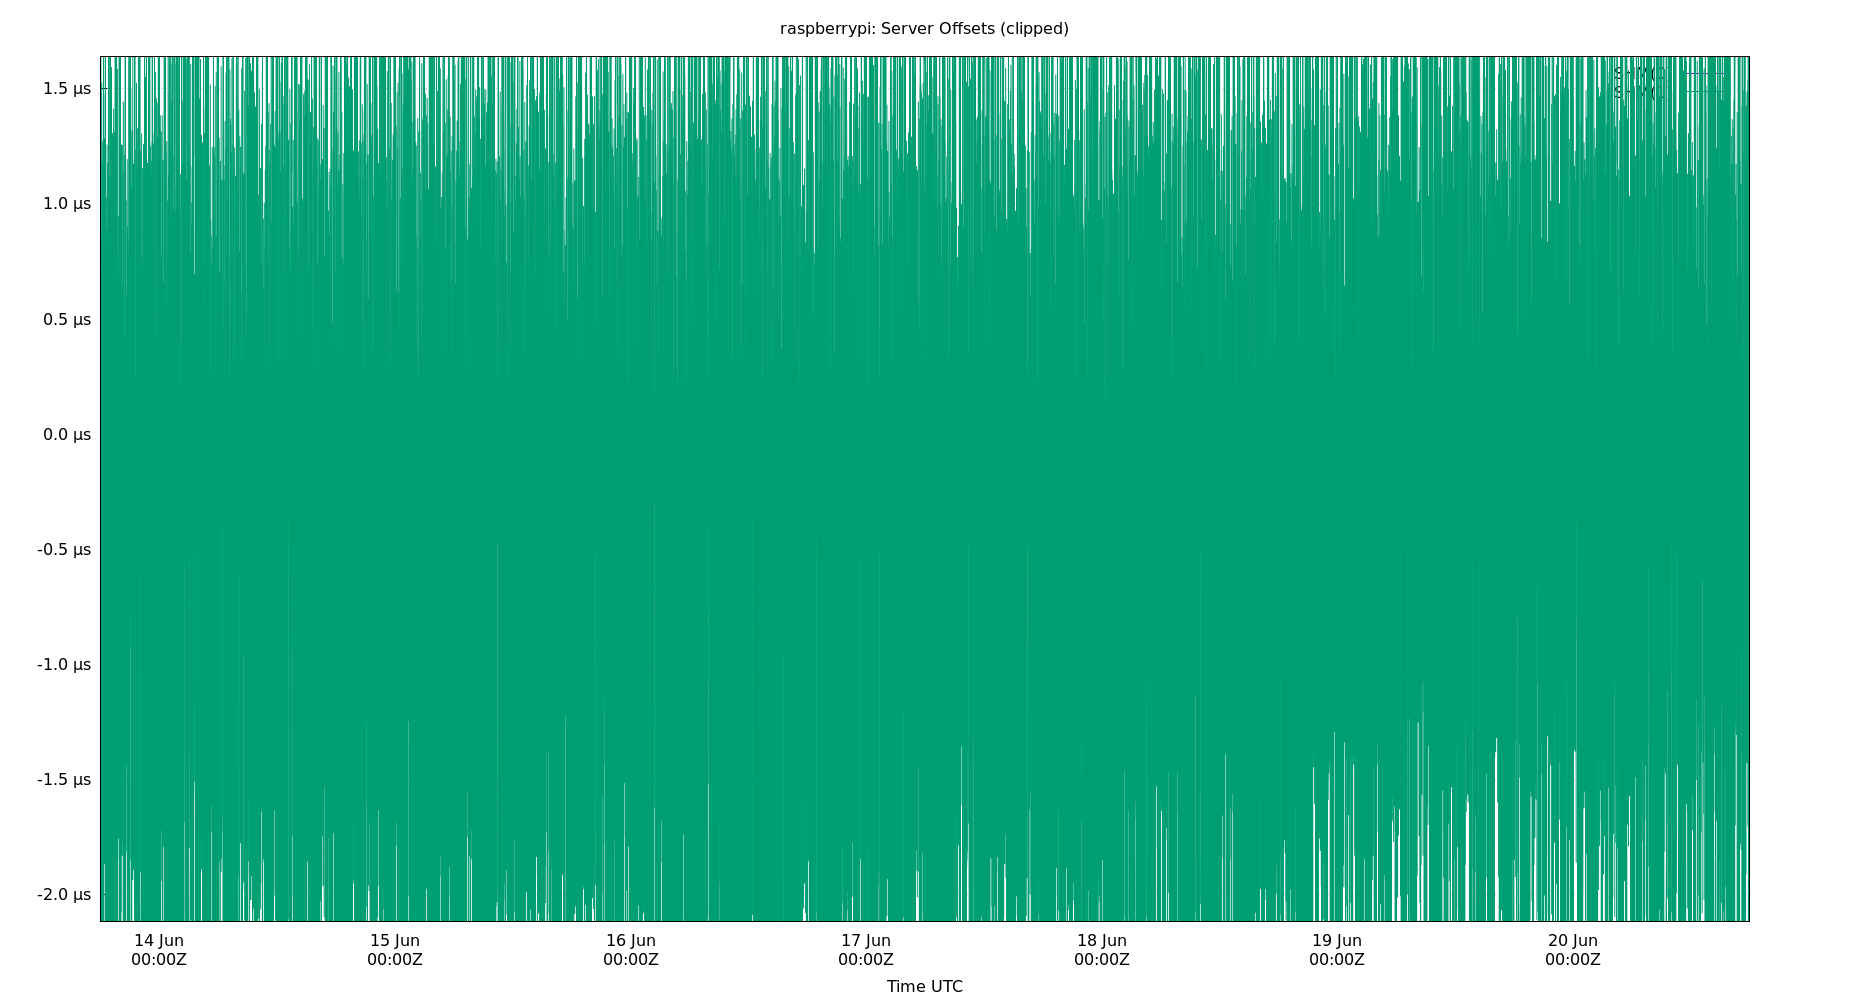 raspberrypi: Server Offsets (clipped)
1.5 µs
1.0 µs
0.5 µs
0.0 µs
-0.5 µs
-1.0 µs
-1.5 µs
-2.0 µs
14 Jun
00:00Z
15 Jun
00:00Z
16 Jun
00:00Z
17 Jun
00:00Z
18 Jun
00:00Z
19 Jun
00:00Z
20 Jun
00:00Z
Time UTC